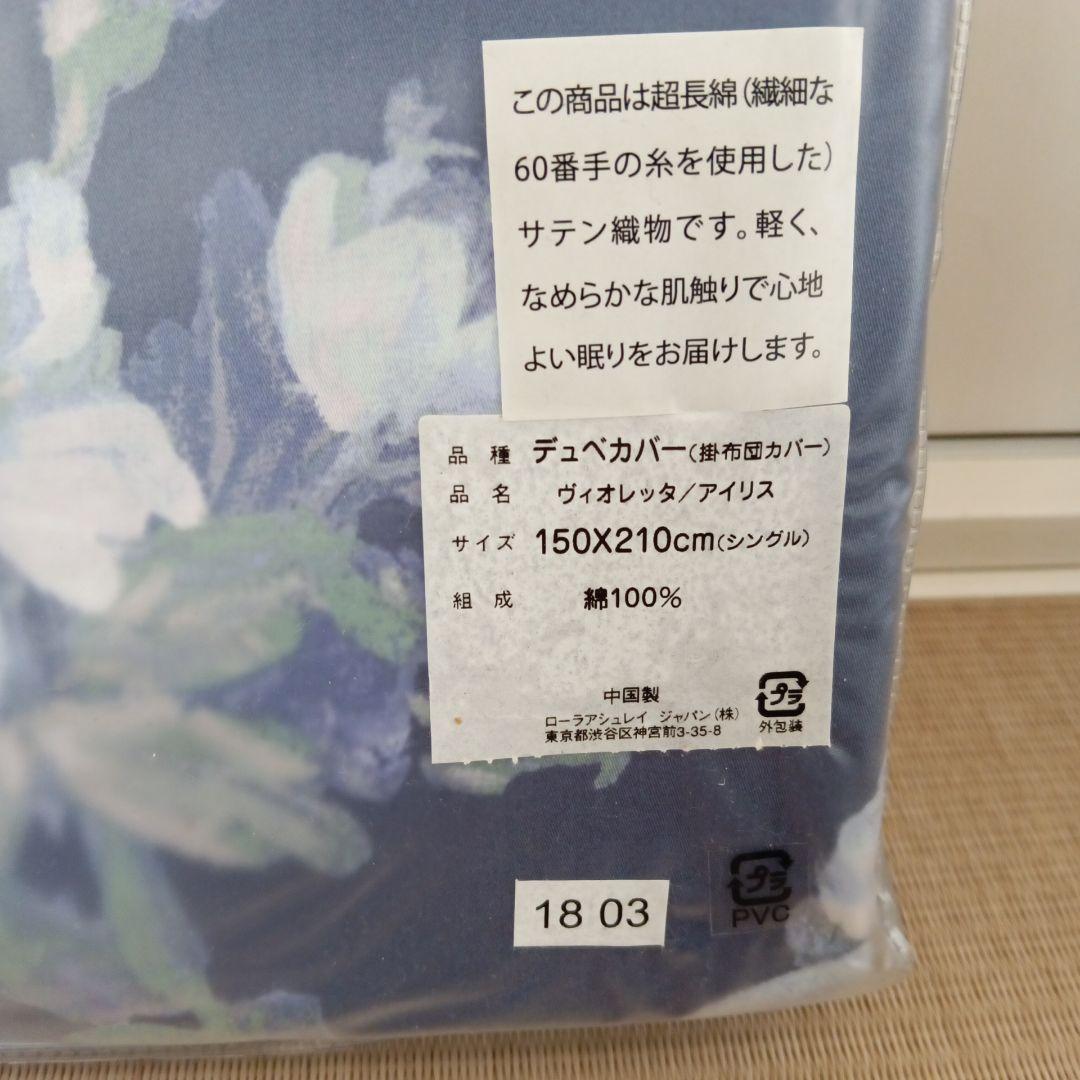 この商品は超長綿(繊細な
60番手の糸を使用した)
サテン織物です。軽く、
なめらかな肌触りで心地
よい眠りをお届けします。
品 種 デュベカバー(掛布団カバー)
品 名 ヴィオレッタ/アイリス
サイズ 150X210cm(シングル)
組 成 綿100%
中国製
ローラアシュレイ ジャパン(株)
東京都渋谷区神宮前3-35-8
プラ
外包装
プラ
PVC
18 03